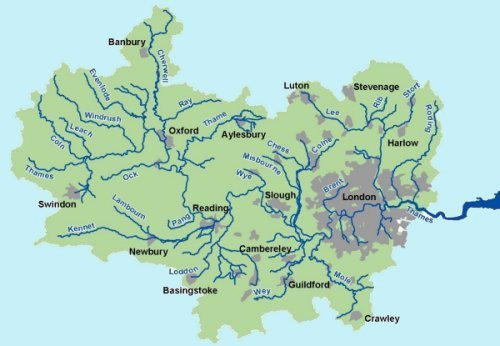 Banbury
Cherwell
Evenlode
Windrush
Leach
Corn
Thames
Swindon
Ray
Thame
Oxford
Aylesbury
Ock
Lambourn
Kennet
Newbury
Pang
Reading
Loddon
Basingstoke
Luton
Lee
Stevenage
Rib
Stort
Roding
Harlow
Chess
Misbourne
Colne
Wye
Slough
Brent
London
Thames
Cambereley
Wey
Guildford
Mole
Crawley